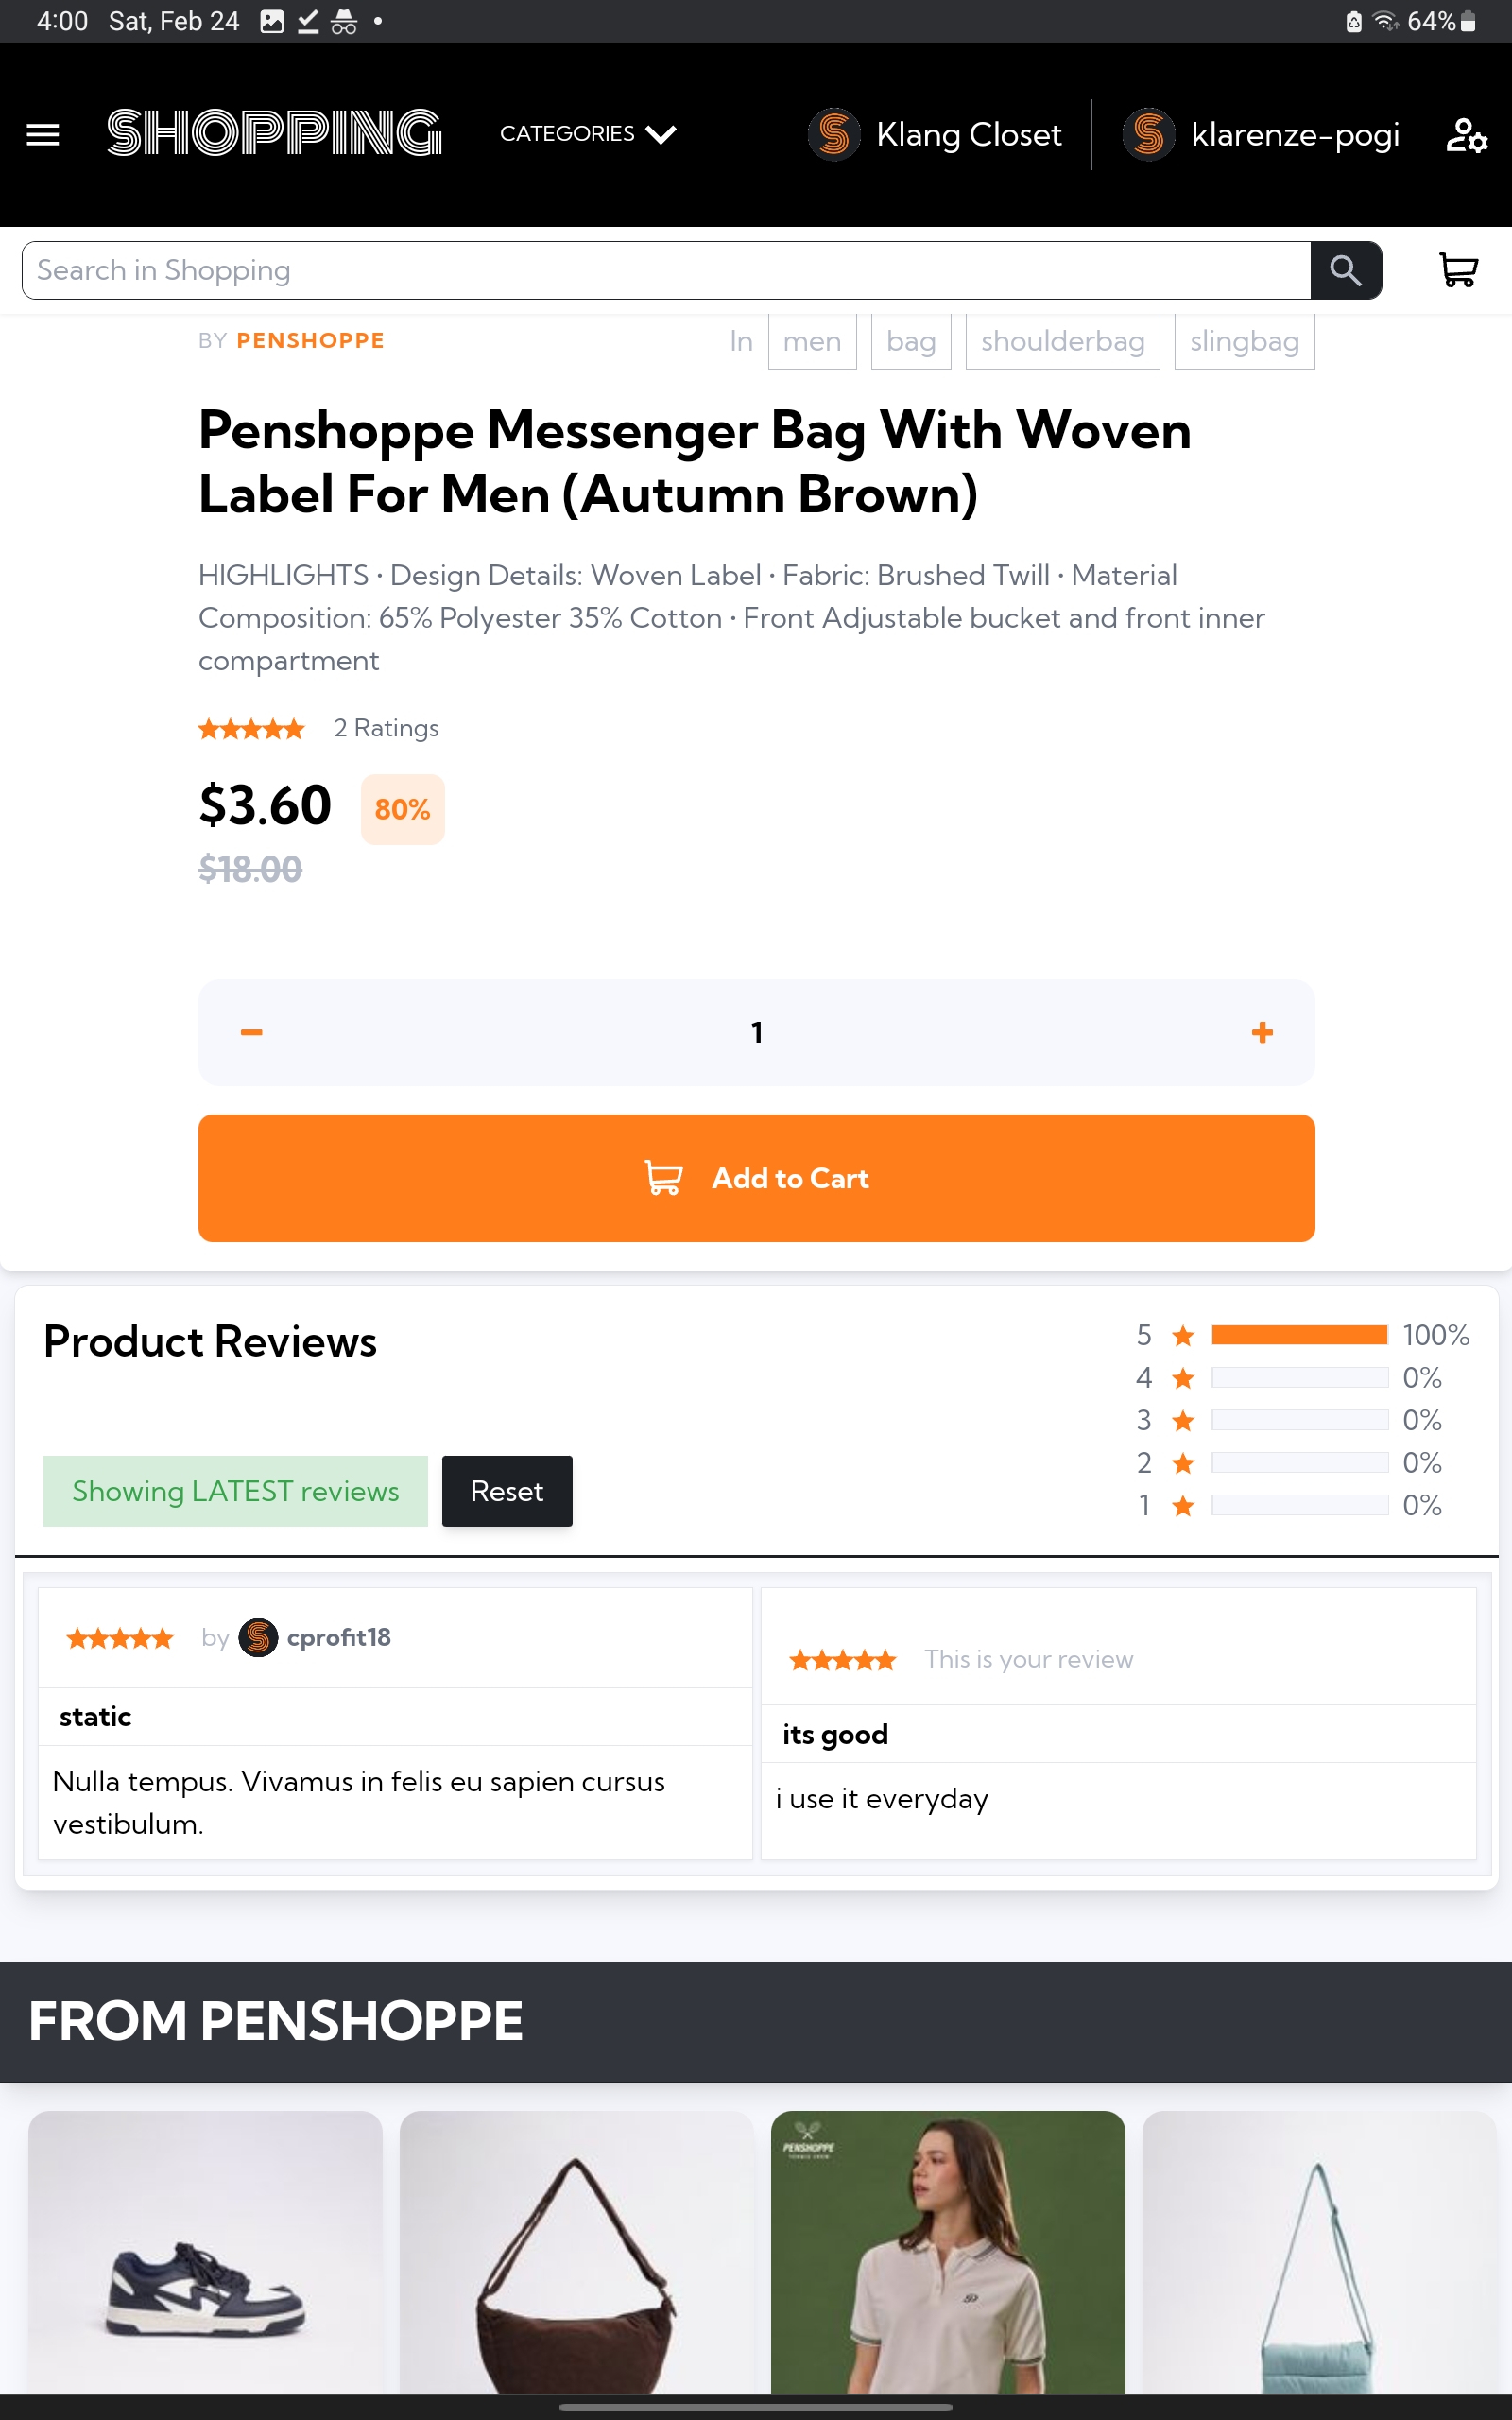 4:00 Sat, Feb 24 64%
SHOPPING CATEGORIES Klang Closet klarenze-pogi
Search in Shopping
BY PENSHOPPE In men bag shoulderbag slingbag
Penshoppe Messenger Bag With Woven
Label For Men (Autumn Brown)
HIGHLIGHTS • Design Details: Woven Label • Fabric: Brushed Twill • Material
Composition: 65% Polyester 35% Cotton • Front Adjustable bucket and front inner
compartment
2 Ratings
$3.60 80%
$18.00
1
Add to Cart
Product Reviews
5 100%
4 0%
3 0%
2 0%
1 0%
Showing LATEST reviews Reset
by cprofit18
static
Nulla tempus. Vivamus in felis eu sapien cursus
vestibulum.
This is your review
its good
i use it everyday
FROM PENSHOPPE
PENSHOPPE